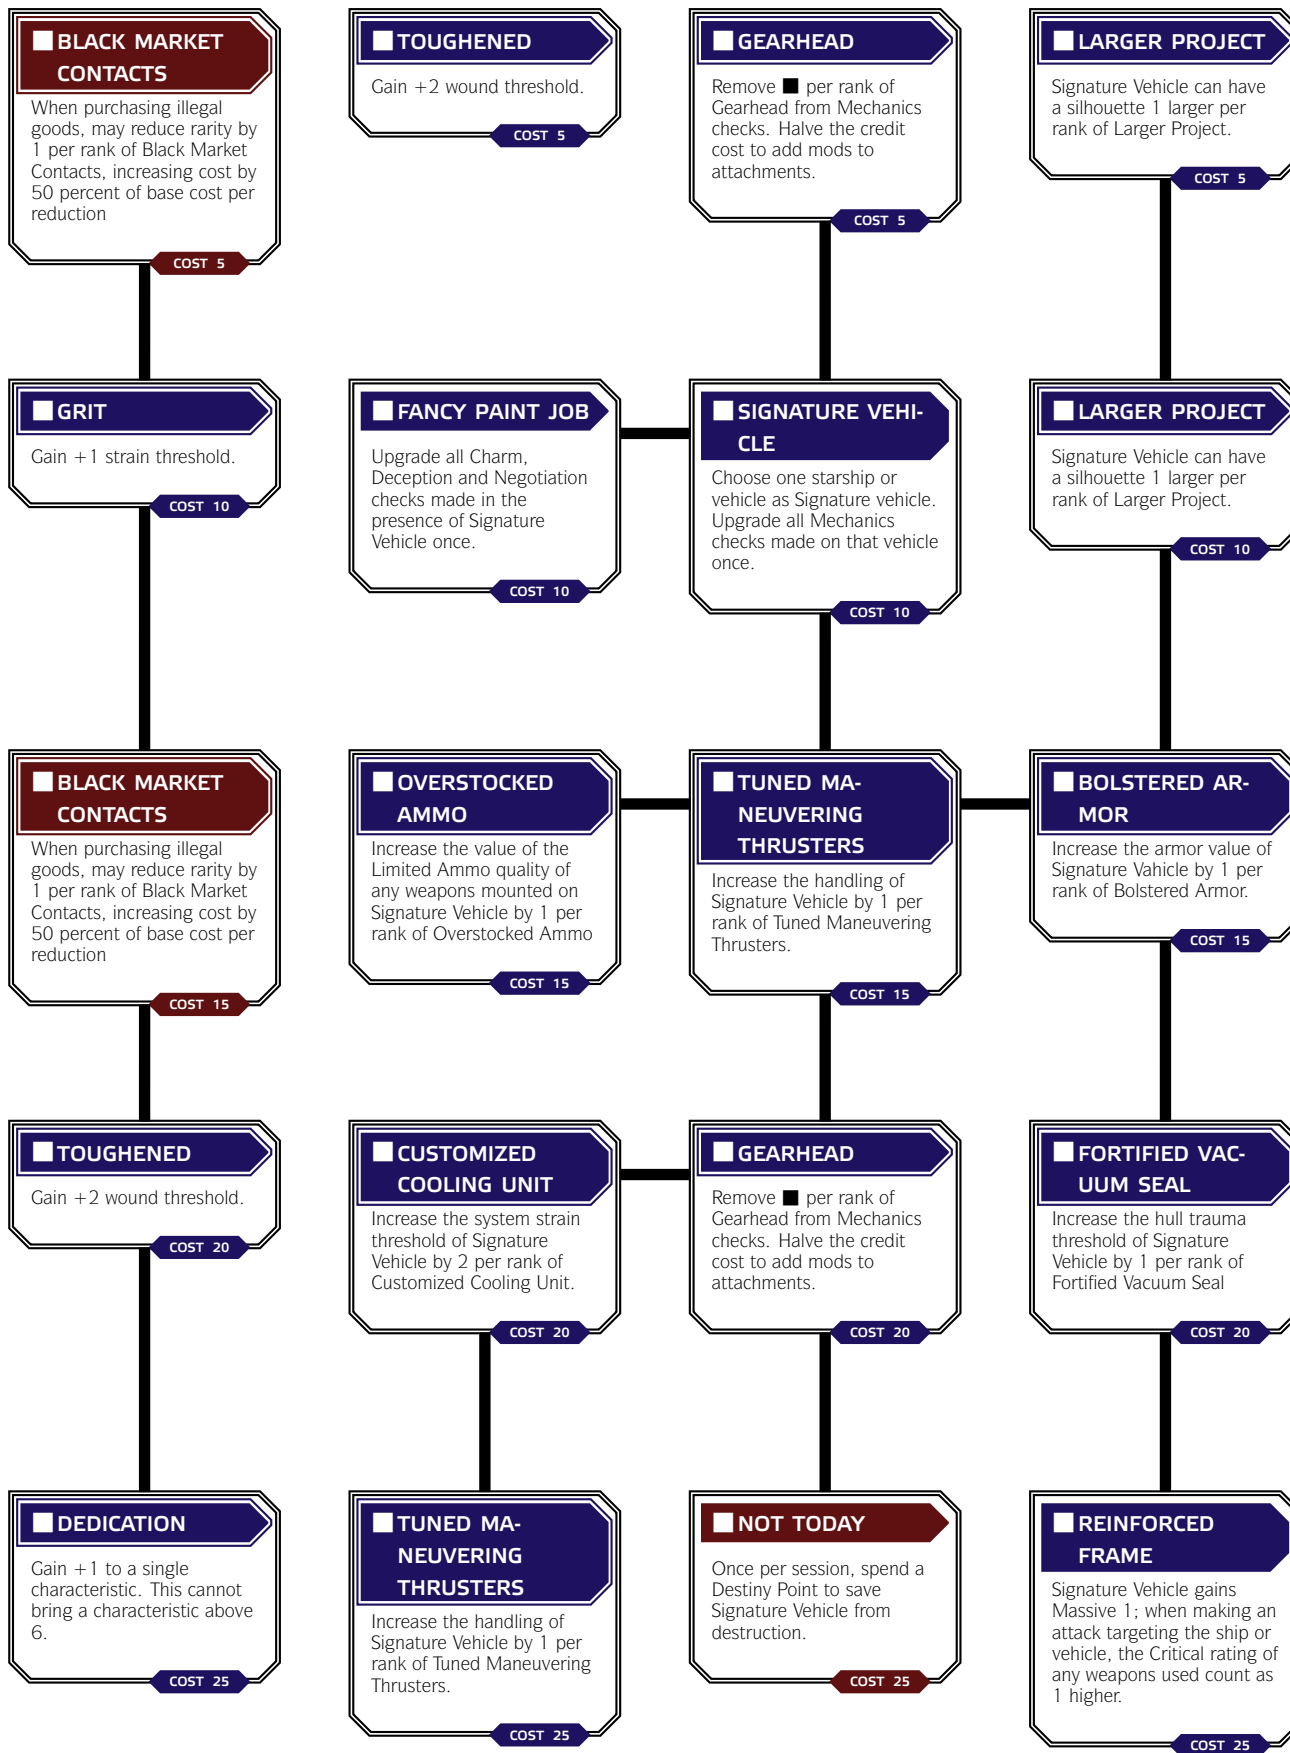 BLACK MARKET
CONTACTS
When purchasing illegal
goods, may reduce rarity by
1 per rank of Black Market
Contacts, increasing cost by
50 percent of base cost per
reduction
COST 5
TOUGHENED
Gain +2 wound threshold.
COST 5
GEARHEAD
Remove ■ per rank of
Gearhead from Mechanics
checks. Halve the credit
cost to add mods to
attachments.
COST 5
LARGER PROJECT
Signature Vehicle can have
a silhouette 1 larger per
rank of Larger Project.
COST 5
GRIT
Gain +1 strain threshold.
COST 10
FANCY PAINT JOB
Upgrade all Charm,
Deception and Negotiation
checks made in the
presence of Signature
Vehicle once.
COST 10
SIGNATURE VEHI-
CLE
Choose one starship or
vehicle as Signature vehicle.
Upgrade all Mechanics
checks made on that vehicle
once.
COST 10
LARGER PROJECT
Signature Vehicle can have
a silhouette 1 larger per
rank of Larger Project.
COST 10
BLACK MARKET
CONTACTS
When purchasing illegal
goods, may reduce rarity by
1 per rank of Black Market
Contacts, increasing cost by
50 percent of base cost per
reduction
COST 15
OVERSTOCKED
AMMO
Increase the value of the
Limited Ammo quality of
any weapons mounted on
Signature Vehicle by 1 per
rank of Overstocked Ammo
COST 15
TUNED MA-
NEUVERING
THRUSTERS
Increase the handling of
Signature Vehicle by 1 per
rank of Tuned Maneuvering
Thrusters.
COST 15
BOLSTERED AR-
MOR
Increase the armor value of
Signature Vahicle by 1 per
rank of Bolstered Armor.
COST 15
TOUGHENED
Gain +2 wound threshold.
COST 20
CUSTOMIZED
COOLING UNIT
Increase the system strain
threshold of Signature
Vehicle by 2 per rank of
Customized Cooling Unit.
COST 20
GEARHEAD
Remove ■ per rank of
Gearhead from Mechanics
checks. Halve the credit
cost to add mods to
attachments.
COST 20
FORTIFIED VAC-
UUM SEAL
Increase the hull trauma
threshold of Signature
Vehicle by 1 per rank of
Fortified Vacuum Seal
COST 20
DEDICATION
Gain +1 to a single
characteristic. This cannot
bring a characteristic above
6.
COST 25
TUNED MA-
NEUVERING
THRUSTERS
Increase the handling of
Signature Vehicle by 1 per
rank of Tuned Maneuvering
Thrusters.
COST 25
NOT TODAY
Once per session, spend a
Destiny Point to save
Signature Vehicle from
destruction.
COST 25
REINFORCED
FRAME
Signature Vehicle gains
Massive 1; when making an
attack targeting the ship or
vehicle, the Critical rating of
any weapons used count as
1 higher.
COST 25